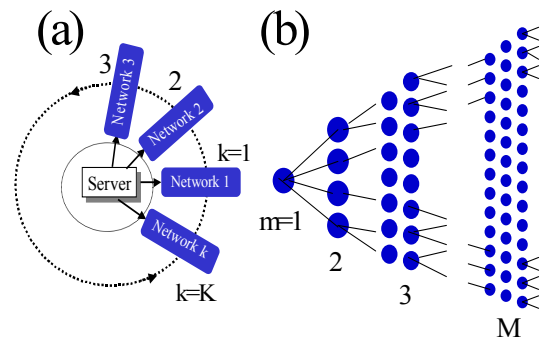 (a)
3
2
Network 3
Network 2
k=1
Server
Network 1
Network k
k=K
(b)
m=1
2
3
M